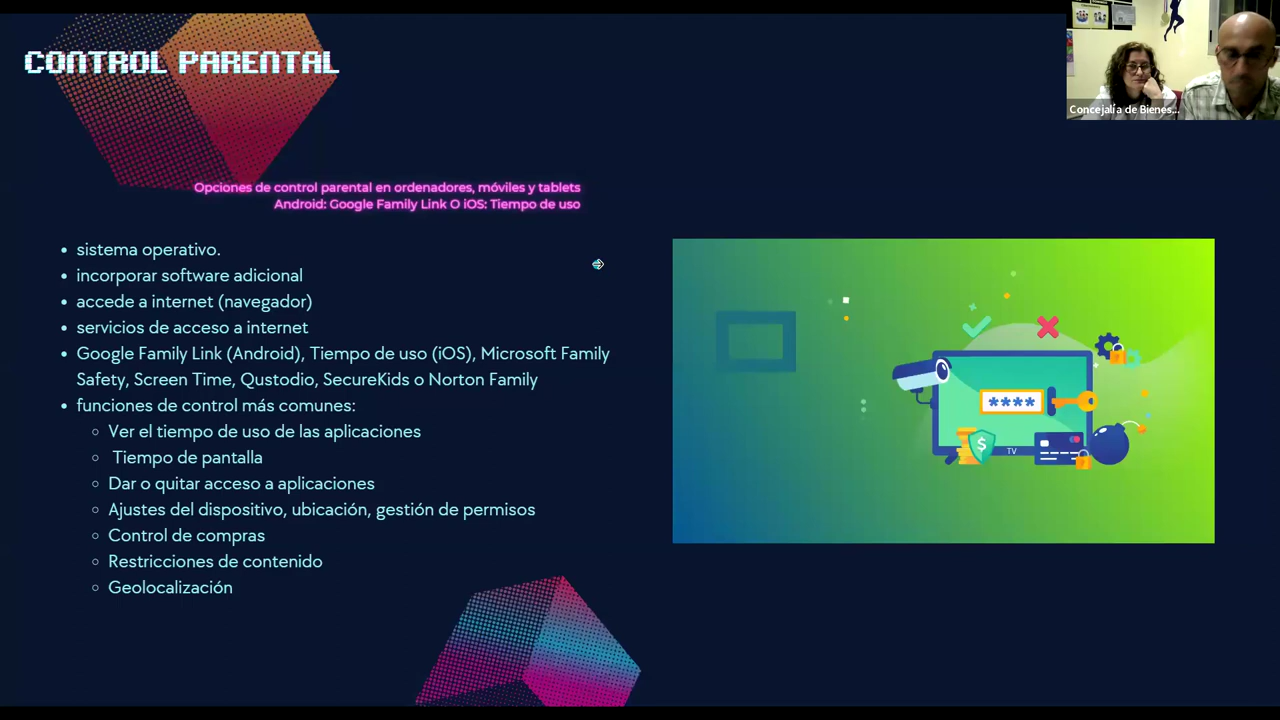 CONTROL PARENTAL
Concejalía de Bienes...
Opciones de control parental en ordenadores, móviles y tablets
Android: Google Family Link O iOS: Tiempo de uso
• sistema operativo.
• incorporar software adicional
• accede a internet (navegador)
• servicios de acceso a internet
• Google Family Link (Android), Tiempo de uso (iOS), Microsoft Family
Safety, Screen Time, Qustodio, SecureKids o Norton Family
• funciones de control más comunes:
○ Ver el tiempo de uso de las aplicaciones
○ Tiempo de pantalla
○ Dar o quitar acceso a aplicaciones
○ Ajustes del dispositivo, ubicación, gestión de permisos
○ Control de compras
○ Restricciones de contenido
○ Geolocalización
****
$
TV